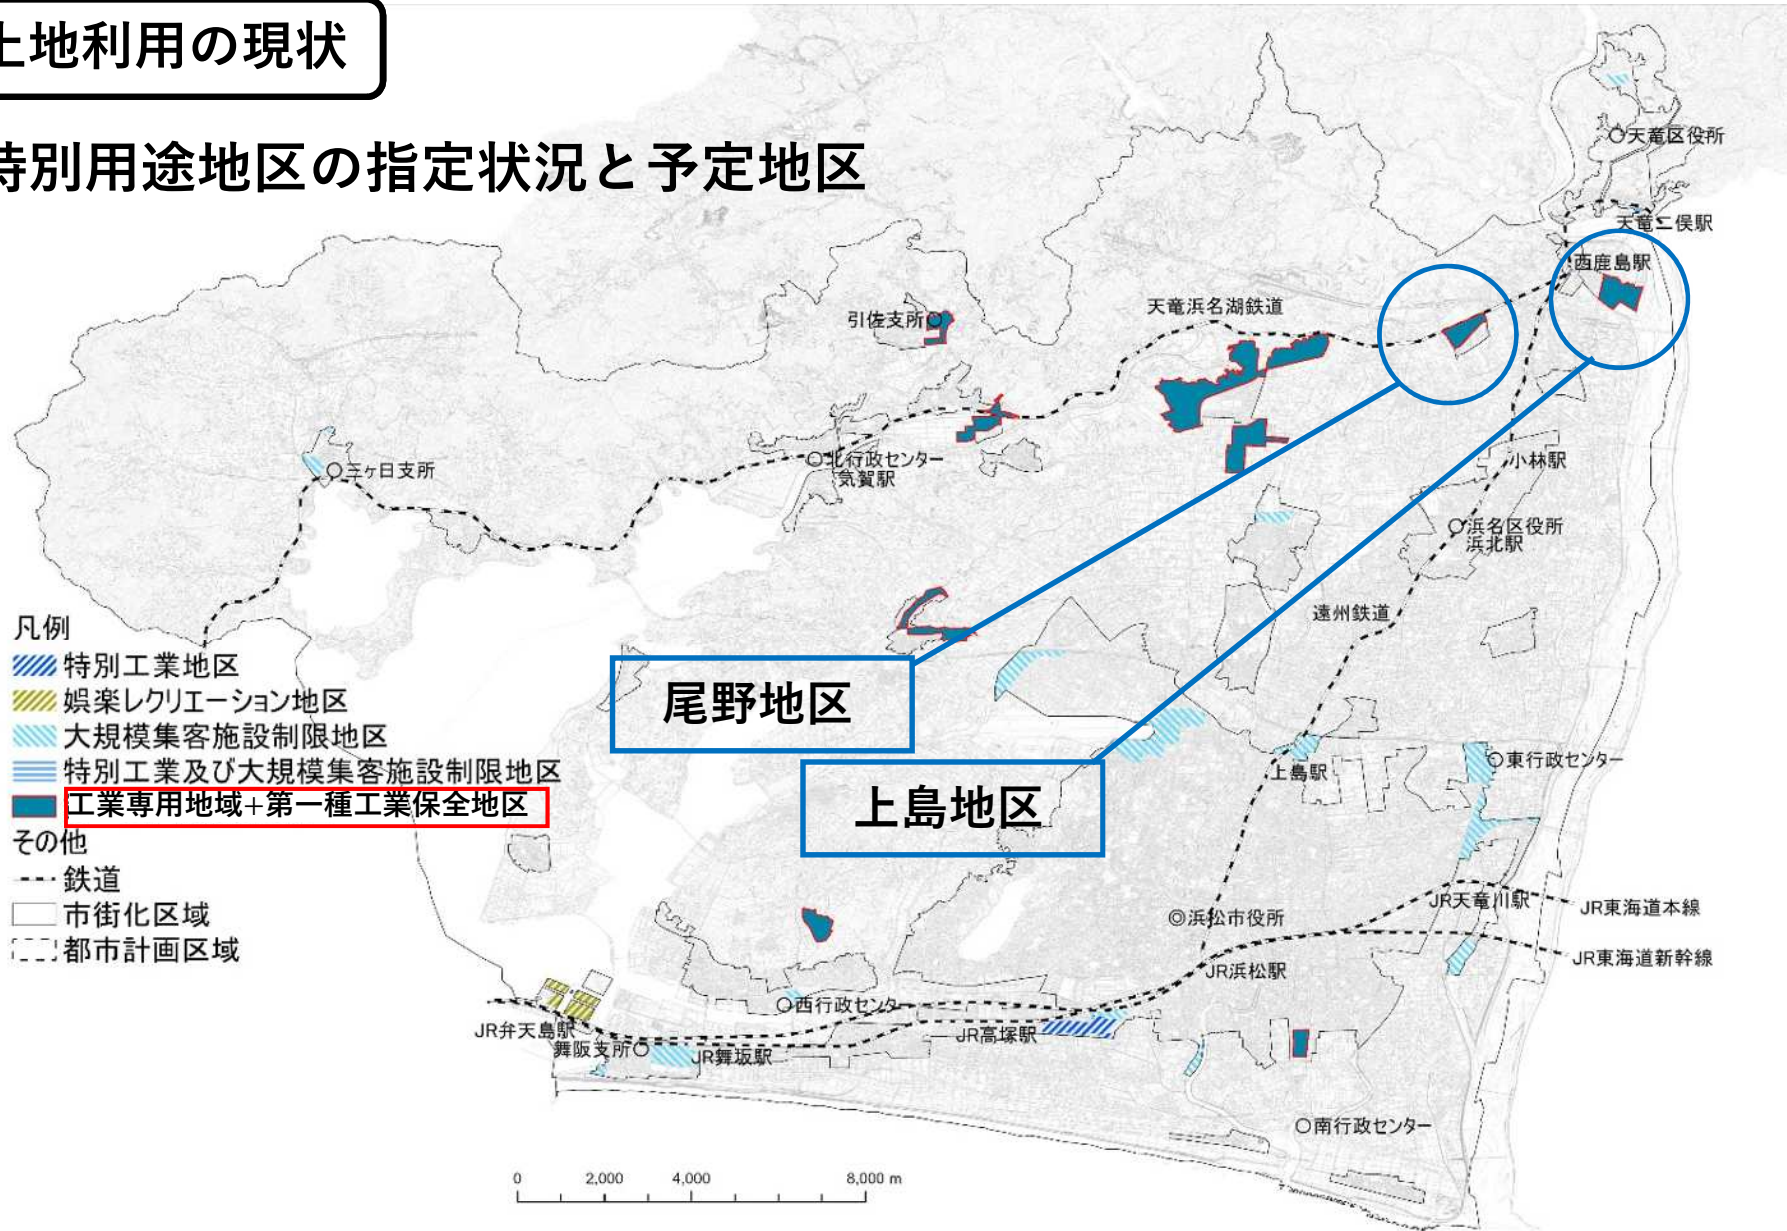 土地利用の現状
特別用途地区の指定状況と予定地区
天竜区役所
天竜二俣駅
西鹿島駅
天竜浜名湖鉄道
引佐支所
三ヶ日支所
北行政センター
気賀駅
小林駅
浜名区役所
浜北駅
遠州鉄道
凡例
特別工業地区
娯楽レクリエーション地区
大規模集客施設制限地区
特別工業及び大規模集客施設制限地区
工業専用地域+第一種工業保全地区
その他
鉄道
市街化区域
都市計画区域
尾野地区
上島地区
上島駅
東行政センター
JR天竜川駅
JR東海道本線
浜松市役所
JR東海道新幹線
JR浜松駅
西行政センター
JR弁天島駅
舞阪支所
JR舞坂駅
JR高塚駅
南行政センター
0 2,000 4,000 8,000 m